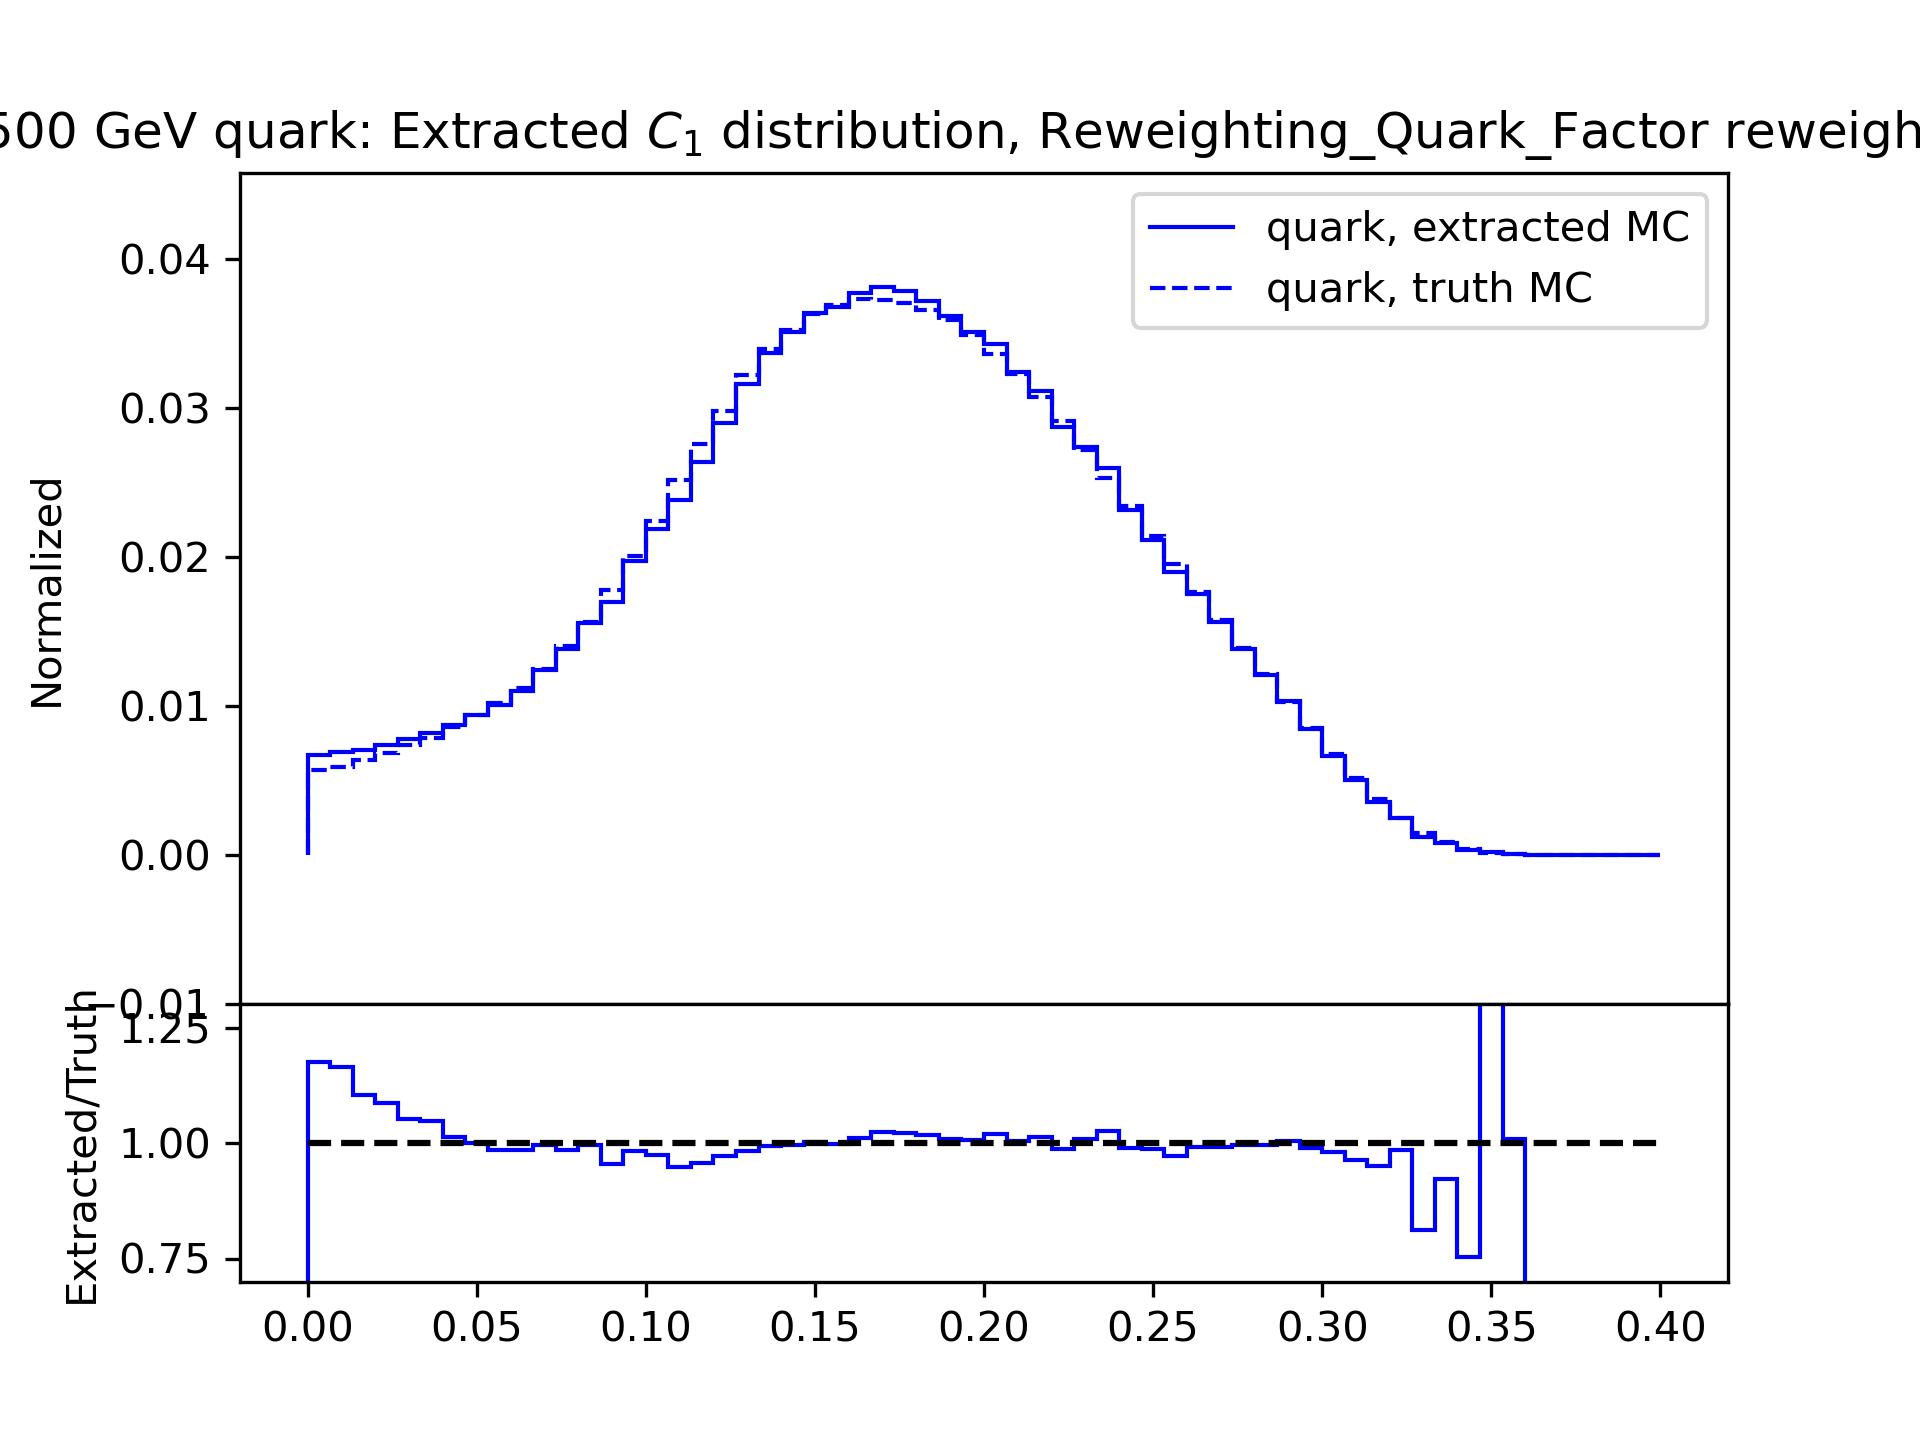 500 GeV quark: Extracted C₁ distribution, Reweighting_Quark_Factor reweigh
quark, extracted MC
quark, truth MC
Normalized
0.04
0.03
0.02
0.01
0.00
−0.01
Extracted/Truth
1.25
1.00
0.75
0.00 0.05 0.10 0.15 0.20 0.25 0.30 0.35 0.40